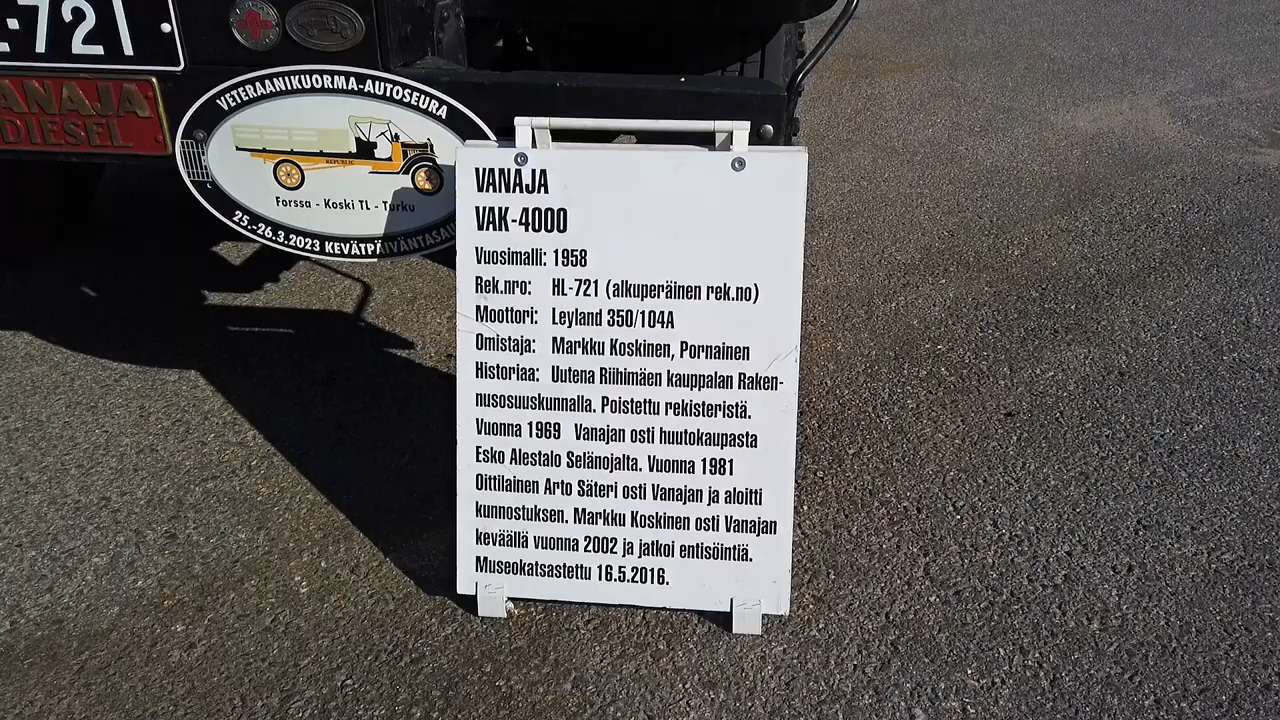 -721
ANAJA
DIESEL
VETERAANIKUORMA-AUTOSEURA
REPUBLIC
Forssa - Koski TL - Turku
25.-26.3.2023 KEVÄTPÄIVÄNTASAU
VANAJA
VAK-4000
Vuosimalli: 1958
Rek.nro: HL-721 (alkuperäinen rek.no)
Moottori: Leyland 350/104A
Omistaja: Markku Koskinen, Pornainen
Historiaa: Uutena Riihimäen kauppalan Raken-
nusosuuskunnalla. Poistettu rekisteristä.
Vuonna 1969 Vanajan osti huutokaupasta
Esko Alestalo Selänojalta. Vuonna 1981
Oittilainen Arto Säteri osti Vanajan ja aloitti
kunnostuksen. Markku Koskinen osti Vanajan
keväällä vuonna 2002 ja jatkoi entisöintiä.
Museokatsastettu 16.5.2016.